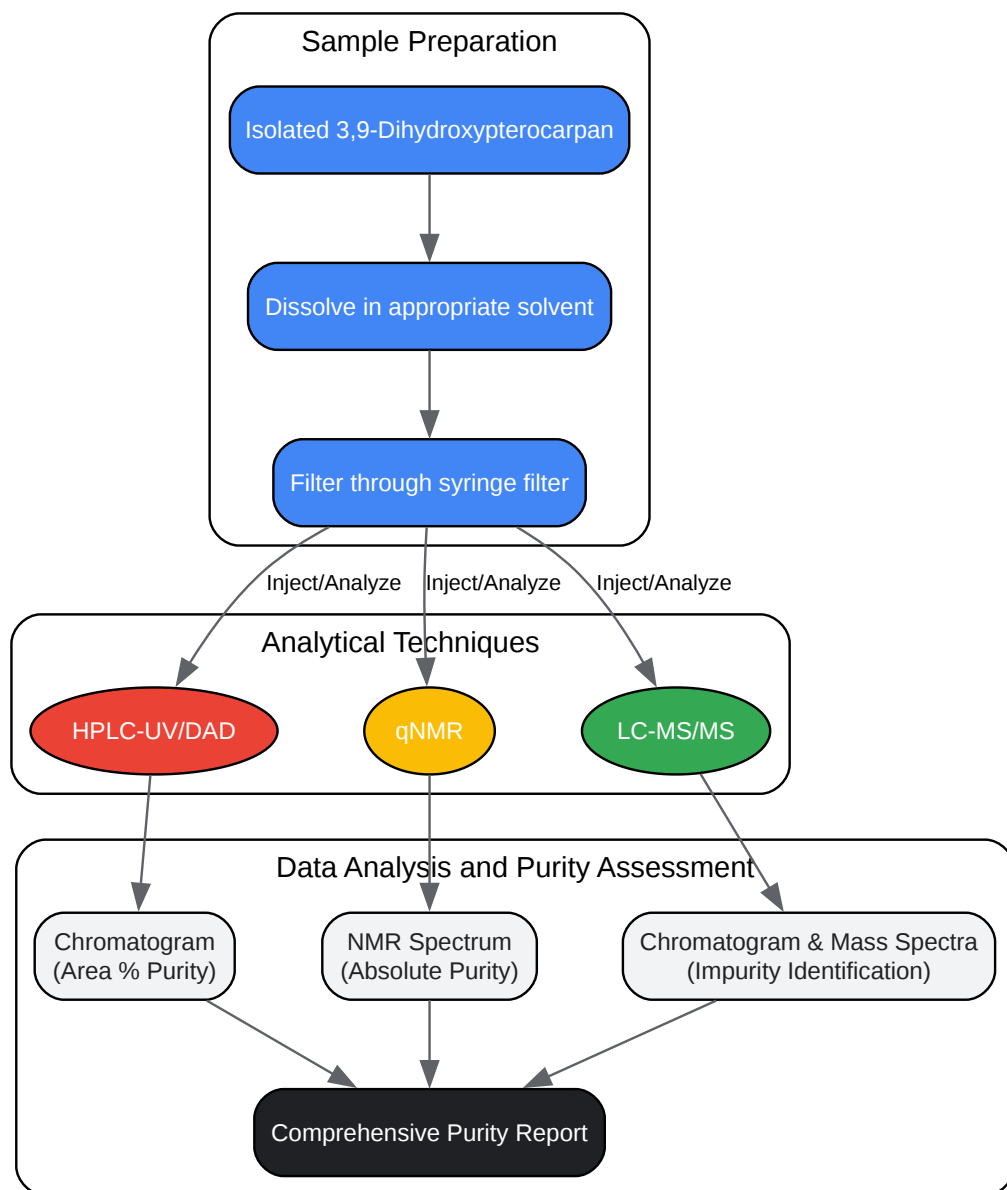 Sample Preparation
Isolated 3,9-Dihydroxypterocarpan
Dissolve in appropriate solvent
Filter through syringe filter
Inject/Analyze
Inject/Analyze
Inject/Analyze
Analytical Techniques
HPLC-UV/DAD
qNMR
LC-MS/MS
Data Analysis and Purity Assessment
Chromatogram
(Area % Purity)
NMR Spectrum
(Absolute Purity)
Chromatogram & Mass Spectra
(Impurity Identification)
Comprehensive Purity Report